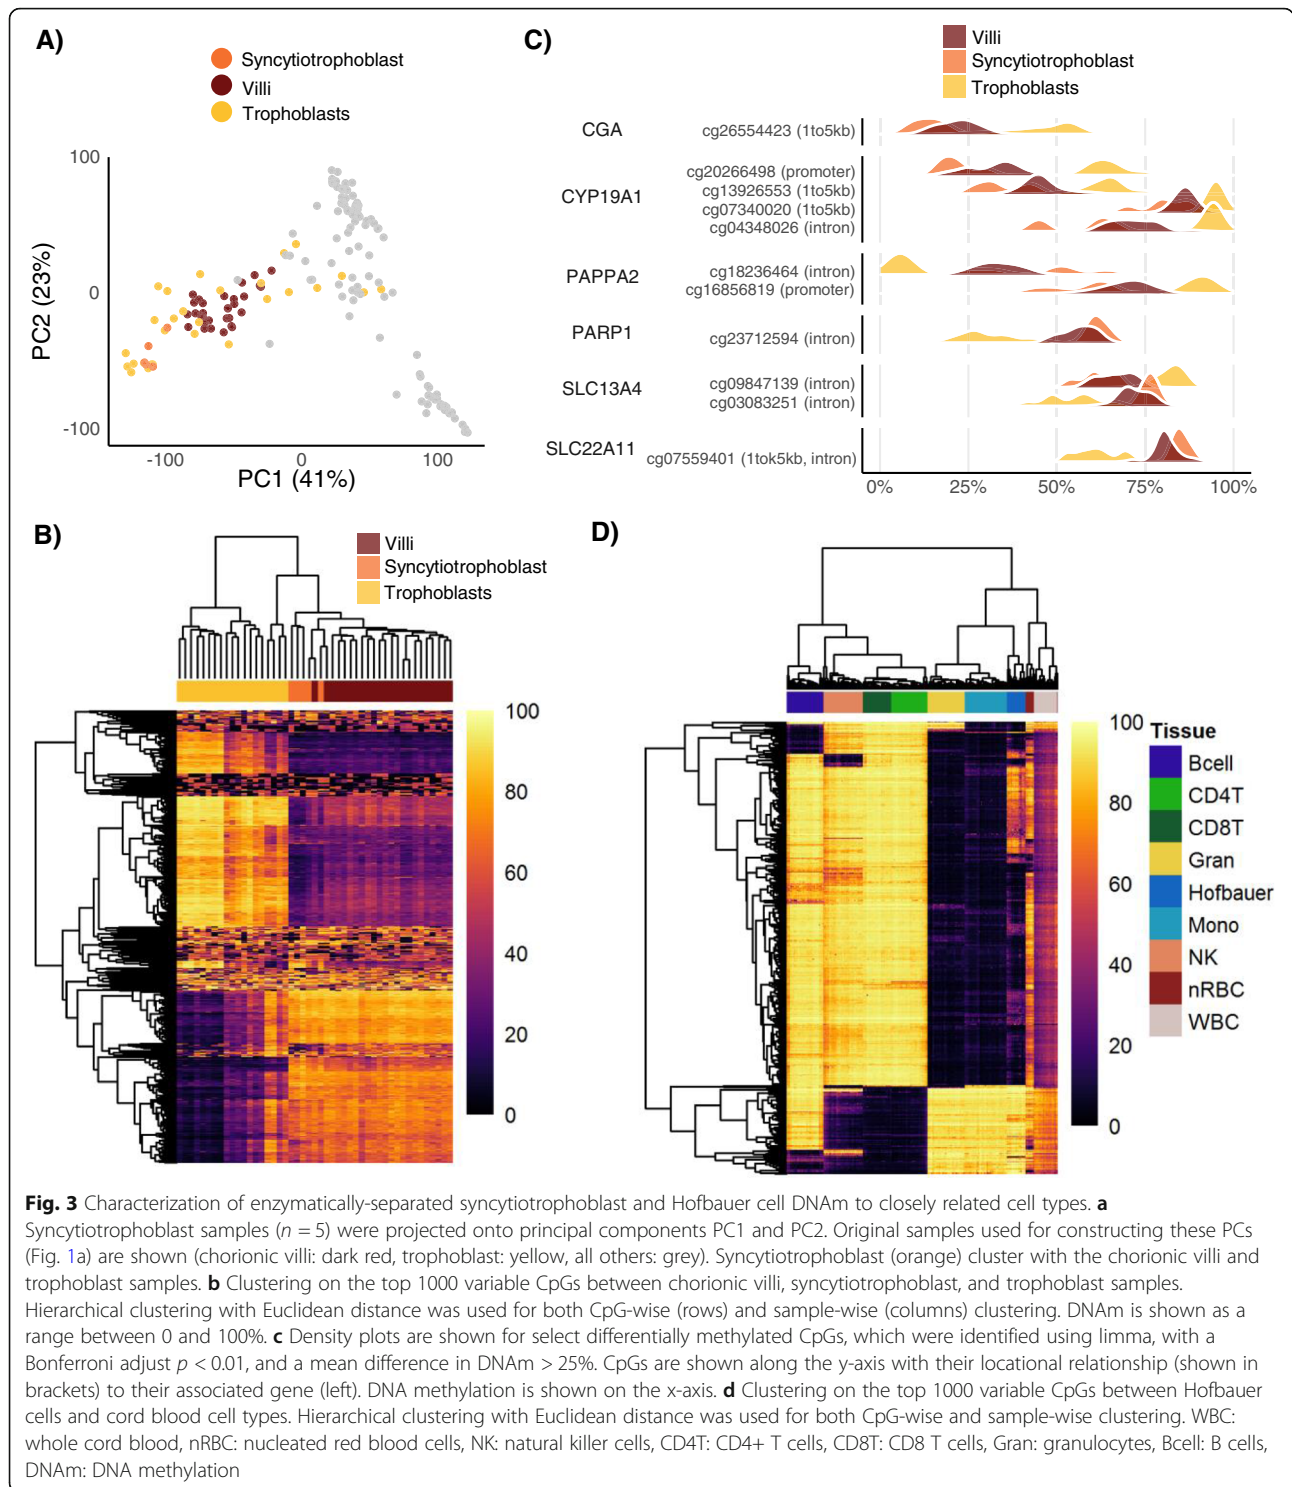 A)
Syncytiotrophoblast
Villi
Trophoblasts
100
0
-100
PC2 (23%)
-100
0
100
PC1 (41%)
C)
Villi
Syncytiotrophoblast
Trophoblasts
CGA
cg26554423 (1to5kb)
CYP19A1
cg20266498 (promoter)
cg13926553 (1to5kb)
cg07340020 (1to5kb)
cg04348026 (intron)
PAPPA2
cg18236464 (intron)
cg16856819 (promoter)
PARP1
cg23712594 (intron)
SLC13A4
cg09847139 (intron)
cg03083251 (intron)
SLC22A11
cg07559401 (1tok5kb, intron)
0%
25%
50%
75%
100%
B)
Villi
Syncytiotrophoblast
Trophoblasts
100
80
60
40
20
0
D)
100
80
60
40
20
0
Tissue
Bcell
CD4T
CD8T
Gran
Hofbauer
Mono
NK
nRBC
WBC
Fig. 3 Characterization of enzymatically-separated syncytiotrophoblast and Hofbauer cell DNAm to closely related cell types. a
Syncytiotrophoblast samples (n = 5) were projected onto principal components PC1 and PC2. Original samples used for constructing these PCs
(Fig. 1a) are shown (chorionic villi: dark red, trophoblast: yellow, all others: grey). Syncytiotrophoblast (orange) cluster with the chorionic villi and
trophoblast samples. b Clustering on the top 1000 variable CpGs between chorionic villi, syncytiotrophoblast, and trophoblast samples.
Hierarchical clustering with Euclidean distance was used for both CpG-wise (rows) and sample-wise (columns) clustering. DNAm is shown as a
range between 0 and 100%. c Density plots are shown for select differentially methylated CpGs, which were identified using limma, with a
Bonferroni adjust p < 0.01, and a mean difference in DNAm > 25%. CpGs are shown along the y-axis with their locational relationship (shown in
brackets) to their associated gene (left). DNA methylation is shown on the x-axis. d Clustering on the top 1000 variable CpGs between Hofbauer
cells and cord blood cell types. Hierarchical clustering with Euclidean distance was used for both CpG-wise and sample-wise clustering. WBC:
whole cord blood, nRBC: nucleated red blood cells, NK: natural killer cells, CD4T: CD4+ T cells, CD8T: CD8 T cells, Gran: granulocytes, Bcell: B cells,
DNAm: DNA methylation